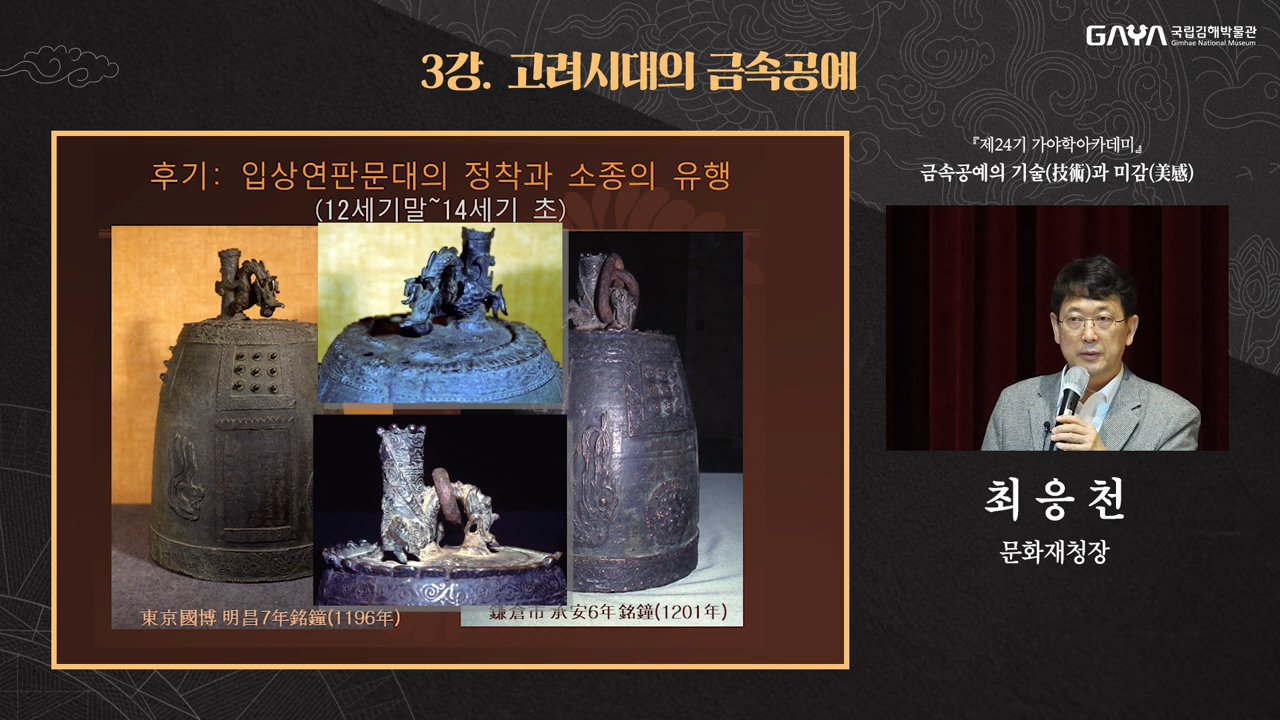 GAYA 국립김해박물관
Gimhae National Museum
3강. 고려시대의 금속공예
『제24기 가야학아카데미』
금속공예의 기술(技術)과 미감(美感)
후기: 입상연판문대의 정착과 소종의 유행
(12세기말~14세기 초)
東京國博 明昌7年銘鐘(1196年)
鎌倉市 承安6年銘鐘(1201年)
최응천
문화재청장